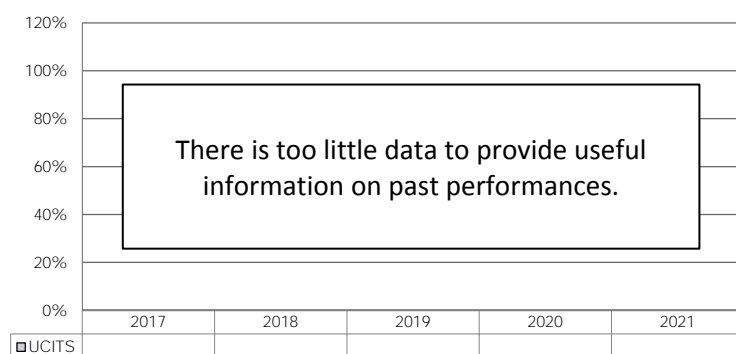 120%
100%
80%
There is too little data to provide useful
60%
information on past performances.
40%
20%
0%
2017 2018 2019 2020 2021
UCITS